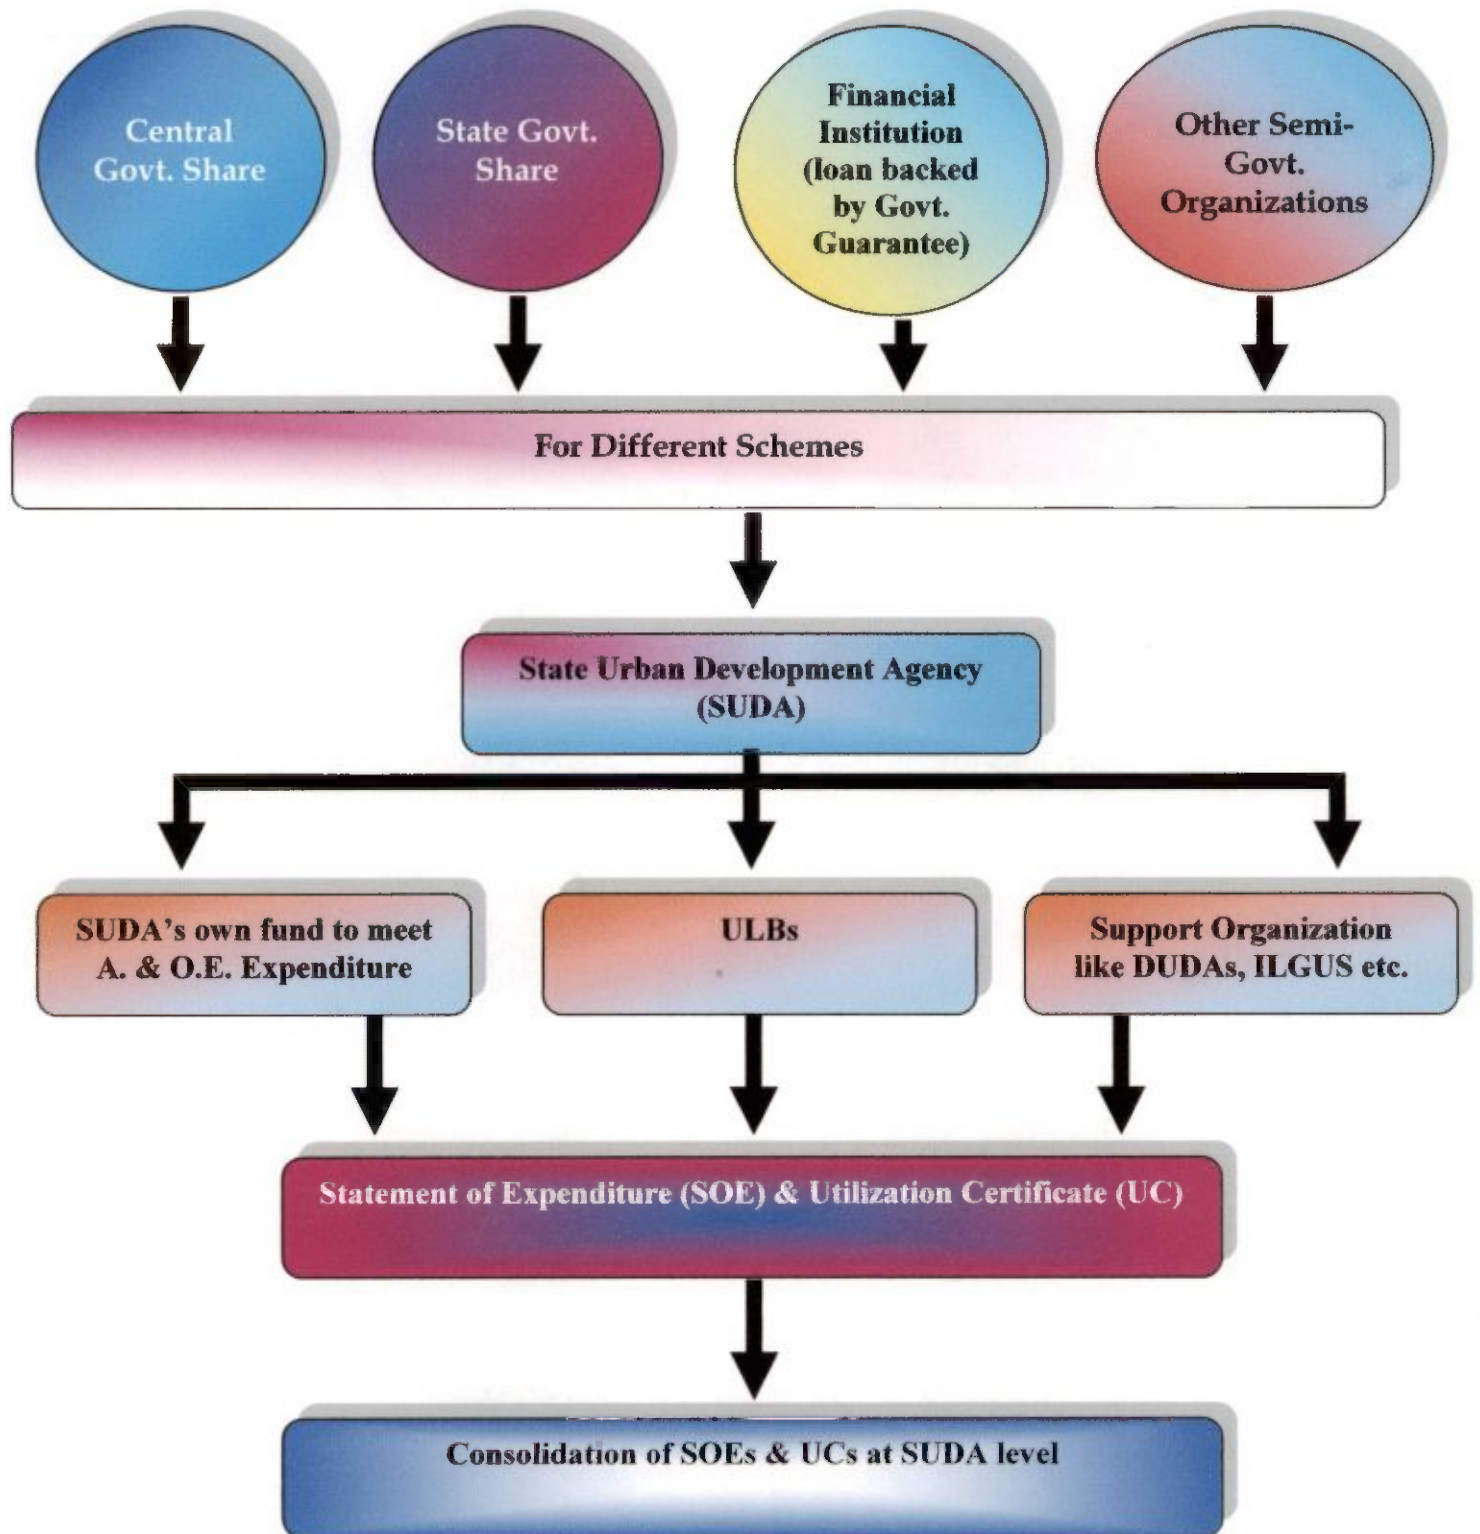 Central
Govt. Share
State Govt.
Share
Financial
Institution
(loan backed
by Govt.
Guarantee)
Other Semi-
Govt.
Organizations
For Different Schemes
State Urban Development Agency
(SUDA)
SUDA's own fund to meet
A. & O.E. Expenditure
ULBs
Support Organization
like DUDAs, ILGUS etc.
Statement of Expenditure (SOE) & Utilization Certificate (UC)
Consolidation of SOEs & UCs at SUDA level